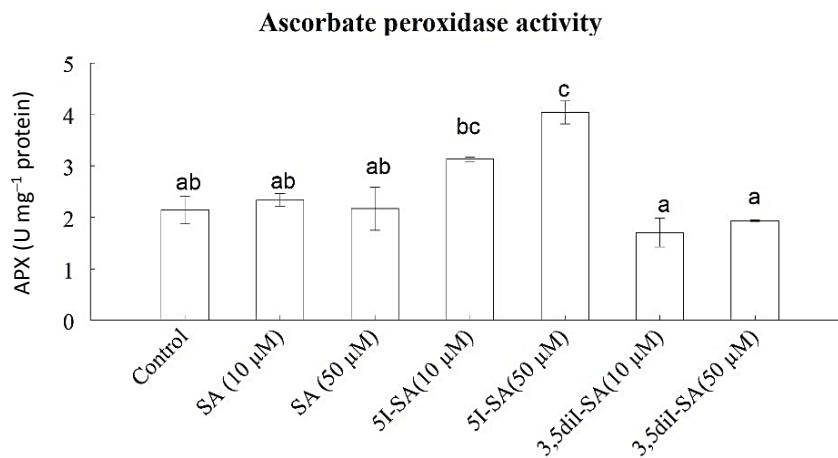 Ascorbate peroxidase activity
APX (U mg⁻¹ protein)
5
4
3
2
1
0
ab
ab
ab
bc
c
a
a
Control
SA (10 µM)
SA (50 µM)
5I-SA(10 µM)
5I-SA(50 µM)
3,5diI-SA(10 µM)
3,5diI-SA(50 µM)